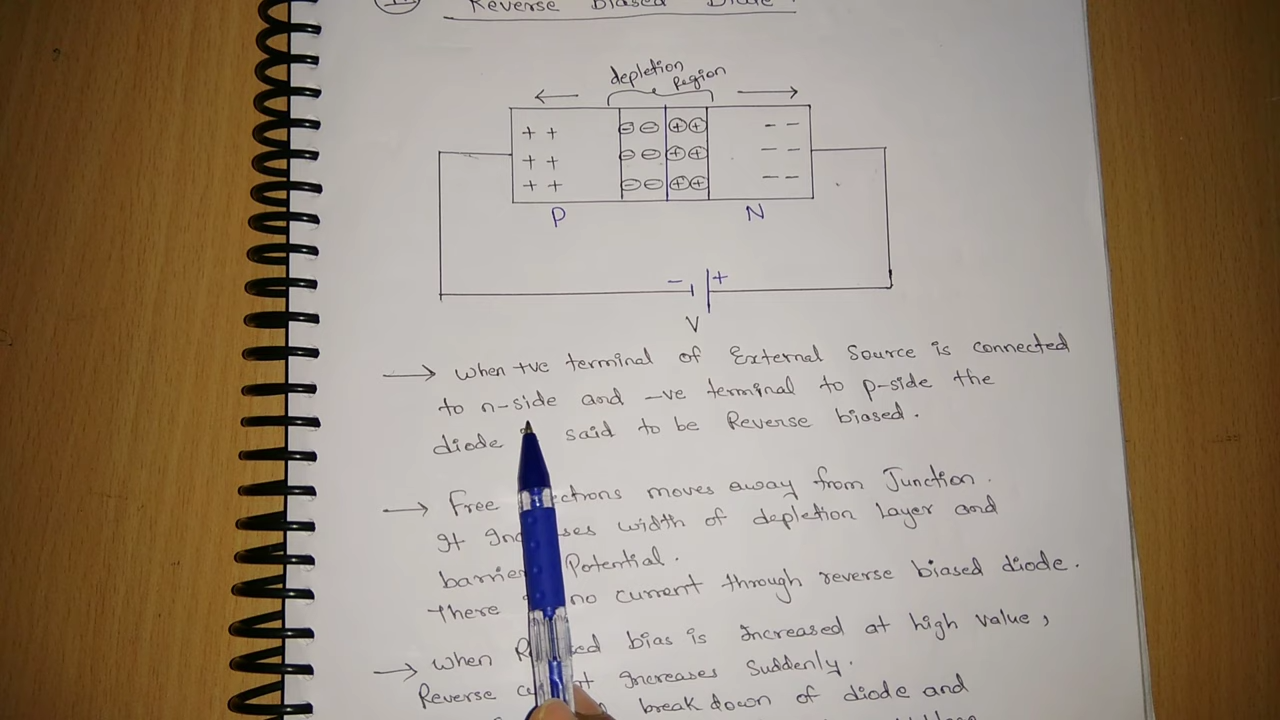 Reverse Biased Diode.
depletion
Region
+ + ⊖ ⊖ ⊕ ⊕ - -
+ + ⊖ ⊖ ⊕ ⊕ - -
+ + ⊖ ⊖ ⊕ ⊕ - -
P N
- +
V
→ When +ve terminal of External Source is connected
to n-side and -ve terminal to p-side the
diode said to be Reverse biased.
→ Free moves away from Junction.
It width of depletion layer and
barrier Potential.
There no current through reverse biased diode.
→ When bias is Increased at high value,
Reverse Increases Suddenly.
break down of diode and